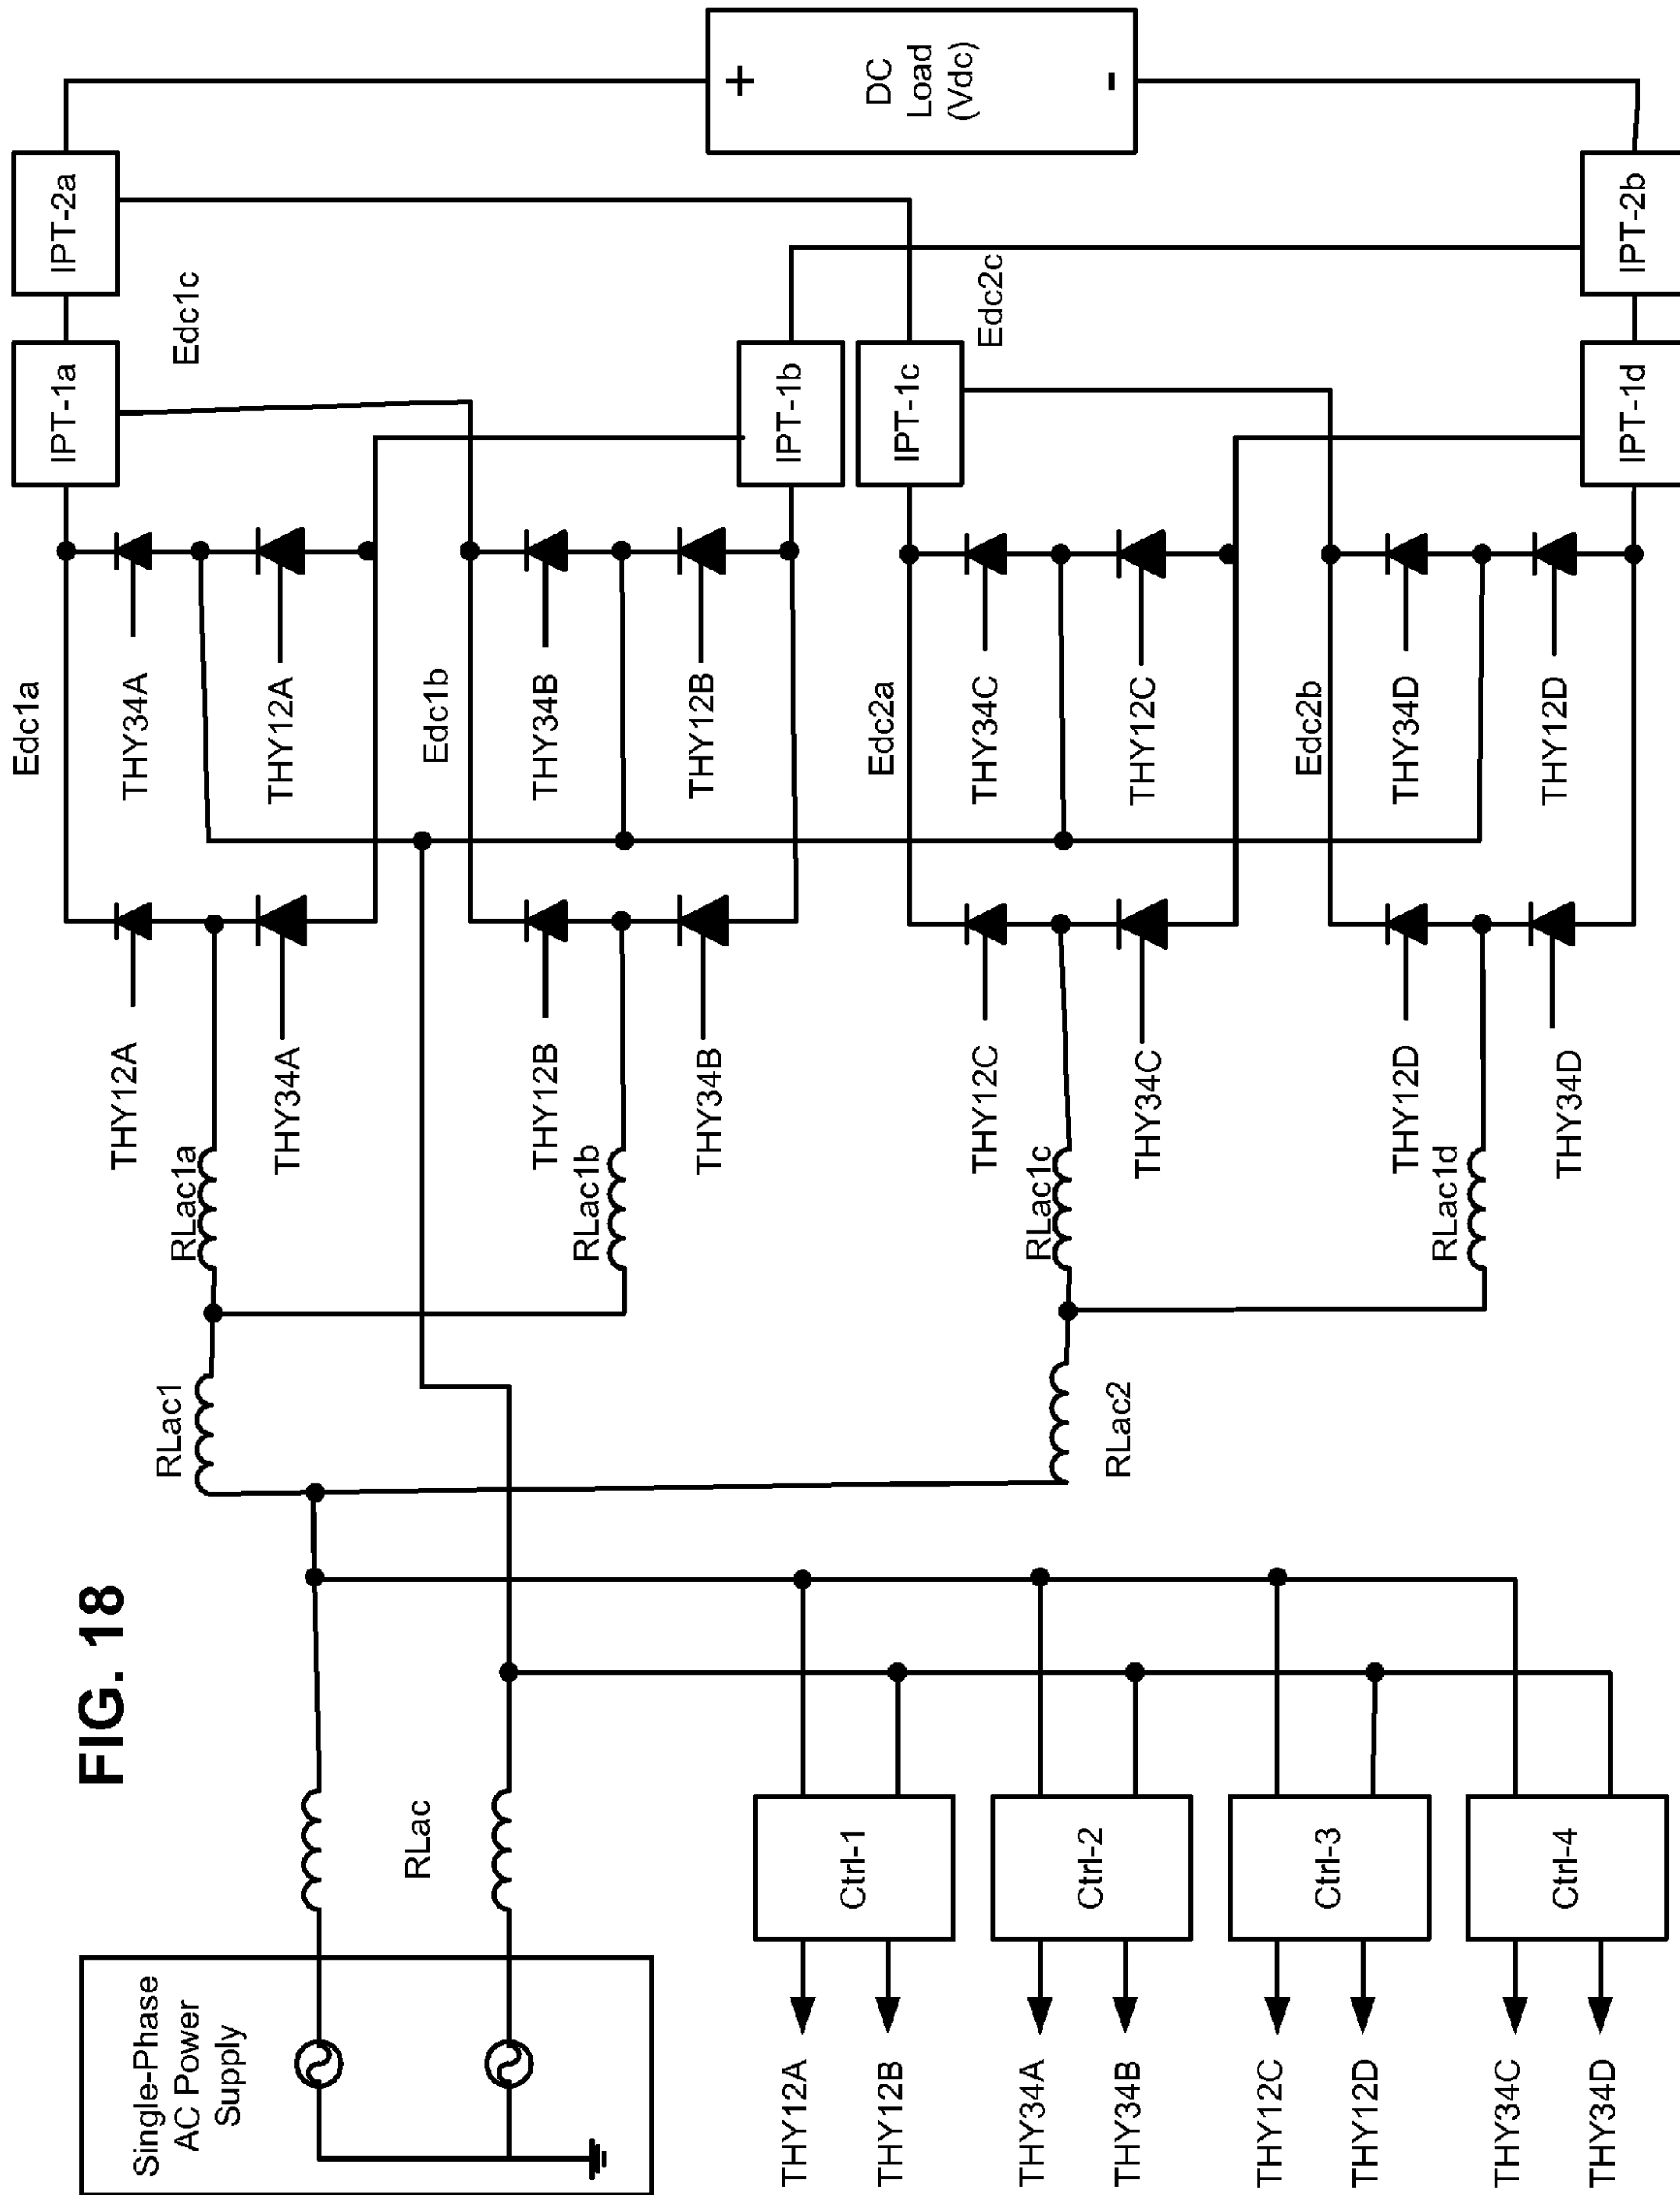 FIG. 18
Single-Phase
AC Power
Supply
RLac
RLac1
RLac2
RLac1a
RLac1b
RLac1c
RLac1d
THY12A
THY34A
THY12B
THY34B
THY12C
THY34C
THY12D
THY34D
Edc1a
THY34A
THY12A
Edc1b
THY34B
THY12B
Edc2a
THY34C
THY12C
Edc2b
THY34D
THY12D
IPT-1a
IPT-1b
IPT-1c
IPT-1d
Edc1c
Edc2c
IPT-2a
IPT-2b
+
DC
Load
(Vdc)
-
Ctrl-1
Ctrl-2
Ctrl-3
Ctrl-4
THY12A
THY12B
THY34A
THY34B
THY12C
THY12D
THY34C
THY34D